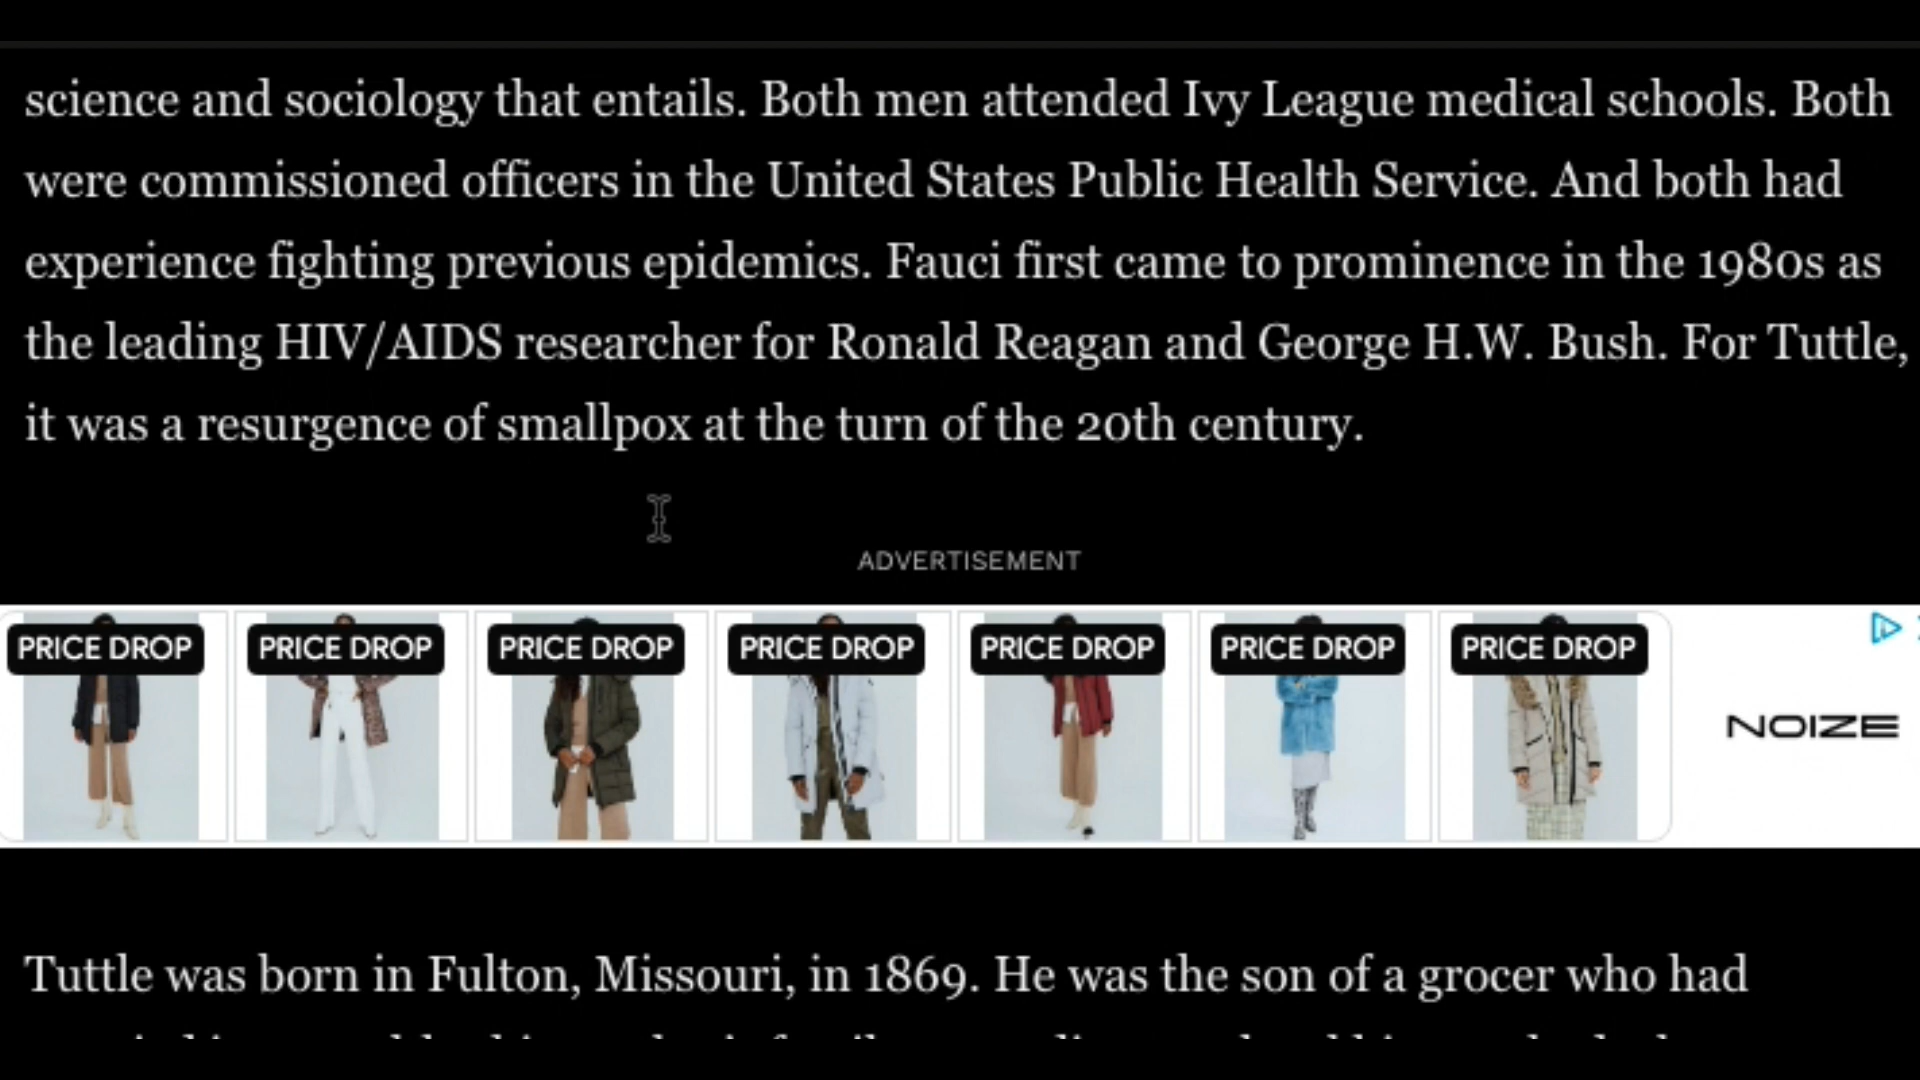 science and sociology that entails. Both men attended Ivy League medical schools. Both
were commissioned officers in the United States Public Health Service. And both had
experience fighting previous epidemics. Fauci first came to prominence in the 1980s as
the leading HIV/AIDS researcher for Ronald Reagan and George H.W. Bush. For Tuttle,
it was a resurgence of smallpox at the turn of the 20th century.
ADVERTISEMENT
PRICE DROP PRICE DROP PRICE DROP PRICE DROP PRICE DROP PRICE DROP PRICE DROP
NOIZE
Tuttle was born in Fulton, Missouri, in 1869. He was the son of a grocer who had